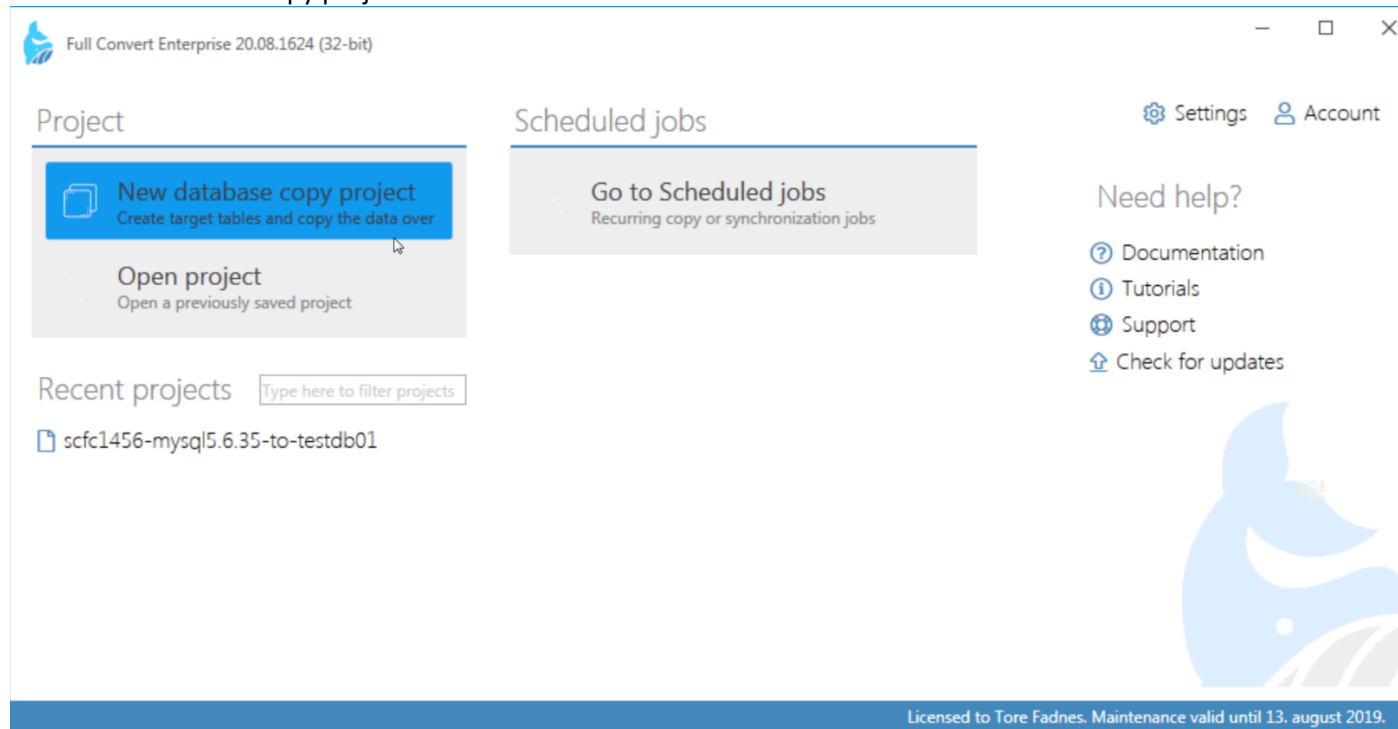 Full Convert Enterprise 20.08.1624 (32-bit)
Settings
Account
Project
New database copy project
Create target tables and copy the data over
Open project
Open a previously saved project
Recent projects
Type here to filter projects
scfc1456-mysql5.6.35-to-testdb01
Scheduled jobs
Go to Scheduled jobs
Recurring copy or synchronization jobs
Need help?
Documentation
Tutorials
Support
Check for updates
Licensed to Tore Fadnes. Maintenance valid until 13. august 2019.